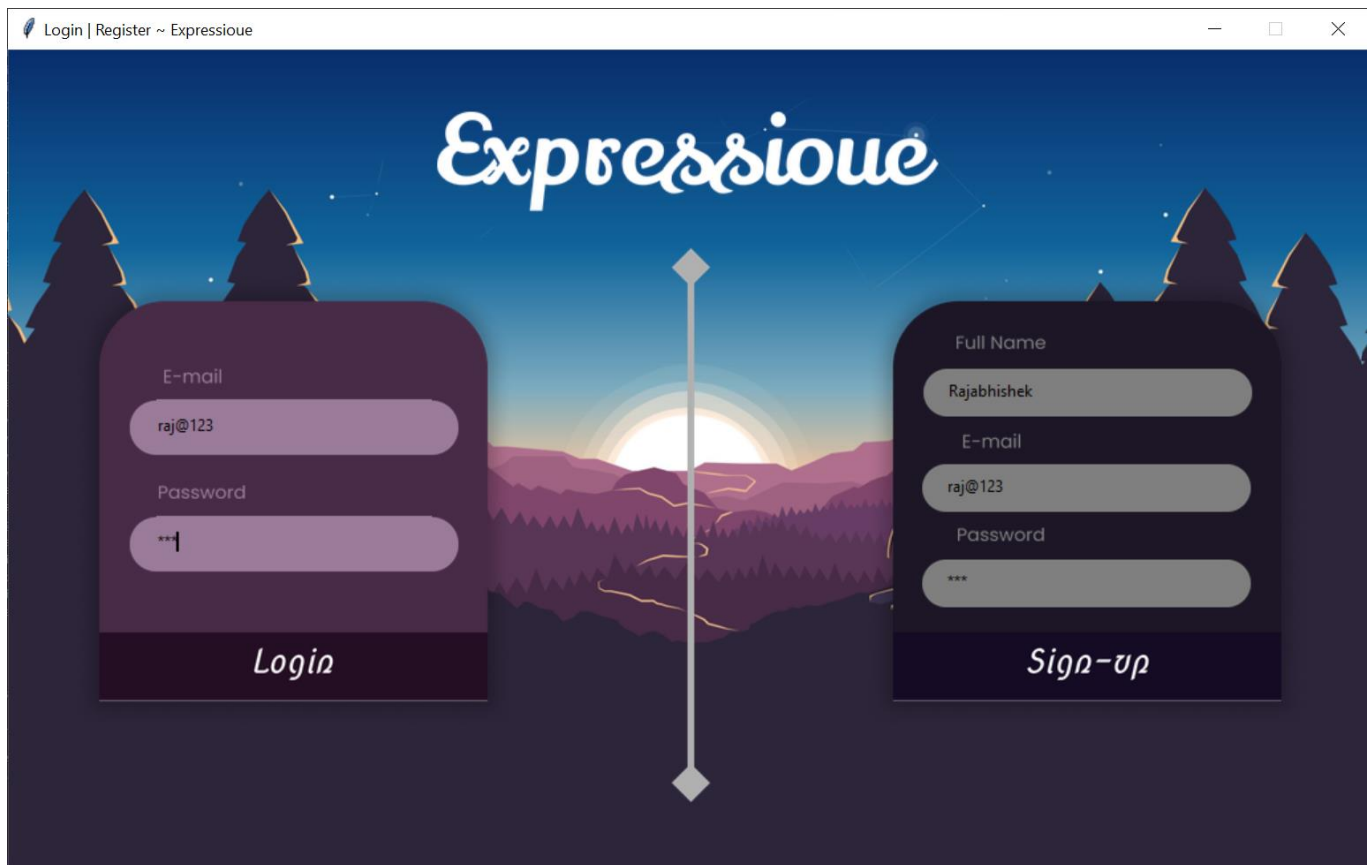 Login | Register ~ Expressioue
Expressioue
E-mail
raj@123
Password
***
Login
Full Name
Rajabhishek
E-mail
raj@123
Password
***
Sign-up